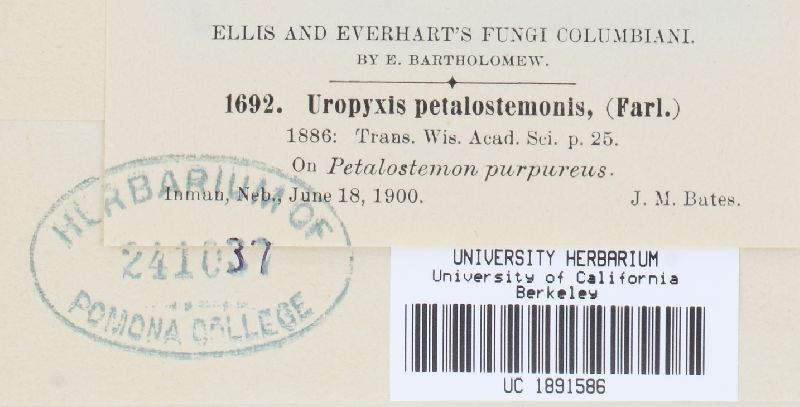 ELLIS AND EVERHART'S FUNGI COLUMBIANI.
BY E. BARTHOLOMEW.
1692. Uropyxis petalostemonis, (Farl.)
1886: Trans. Wis. Acad. Sci. p. 25.
On Petalostemon purpureus.
Inman, Neb., June 18, 1900. J. M. Bates.
HERBARIUM OF
241037
POMONA COLLEGE
UNIVERSITY HERBARIUM
University of California
Berkeley
UC 1891586